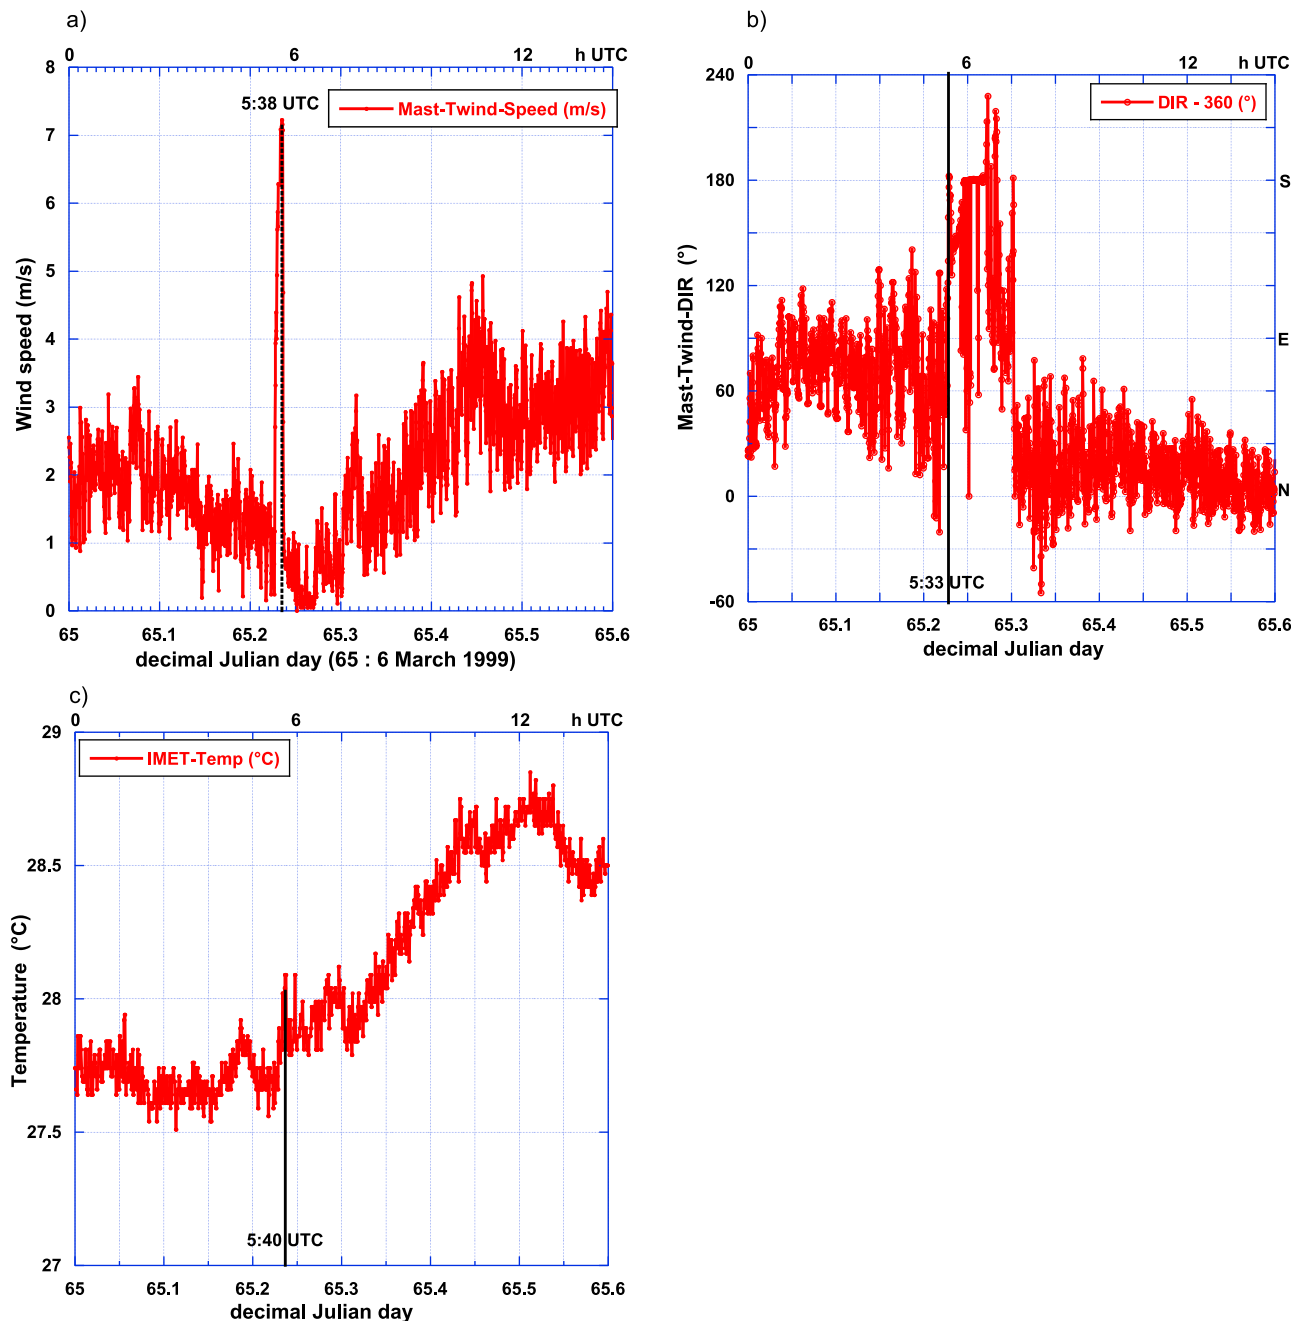 a)
0 6 12 h UTC
8
7
6
5
4
3
2
1
0
Wind speed (m/s)
5:38 UTC
Mast-Twind-Speed (m/s)
65 65.1 65.2 65.3 65.4 65.5 65.6
decimal Julian day (65 : 6 March 1999)
b)
0 6 12 h UTC
240
180
120
60
0
-60
Mast-Twind-DIR (°)
DIR - 360 (°)
S
E
N
5:33 UTC
65 65.1 65.2 65.3 65.4 65.5 65.6
decimal Julian day
c)
0 6 12 h UTC
29
28.5
28
27.5
27
Temperature (°C)
IMET-Temp (°C)
5:40 UTC
65 65.1 65.2 65.3 65.4 65.5 65.6
decimal Julian day